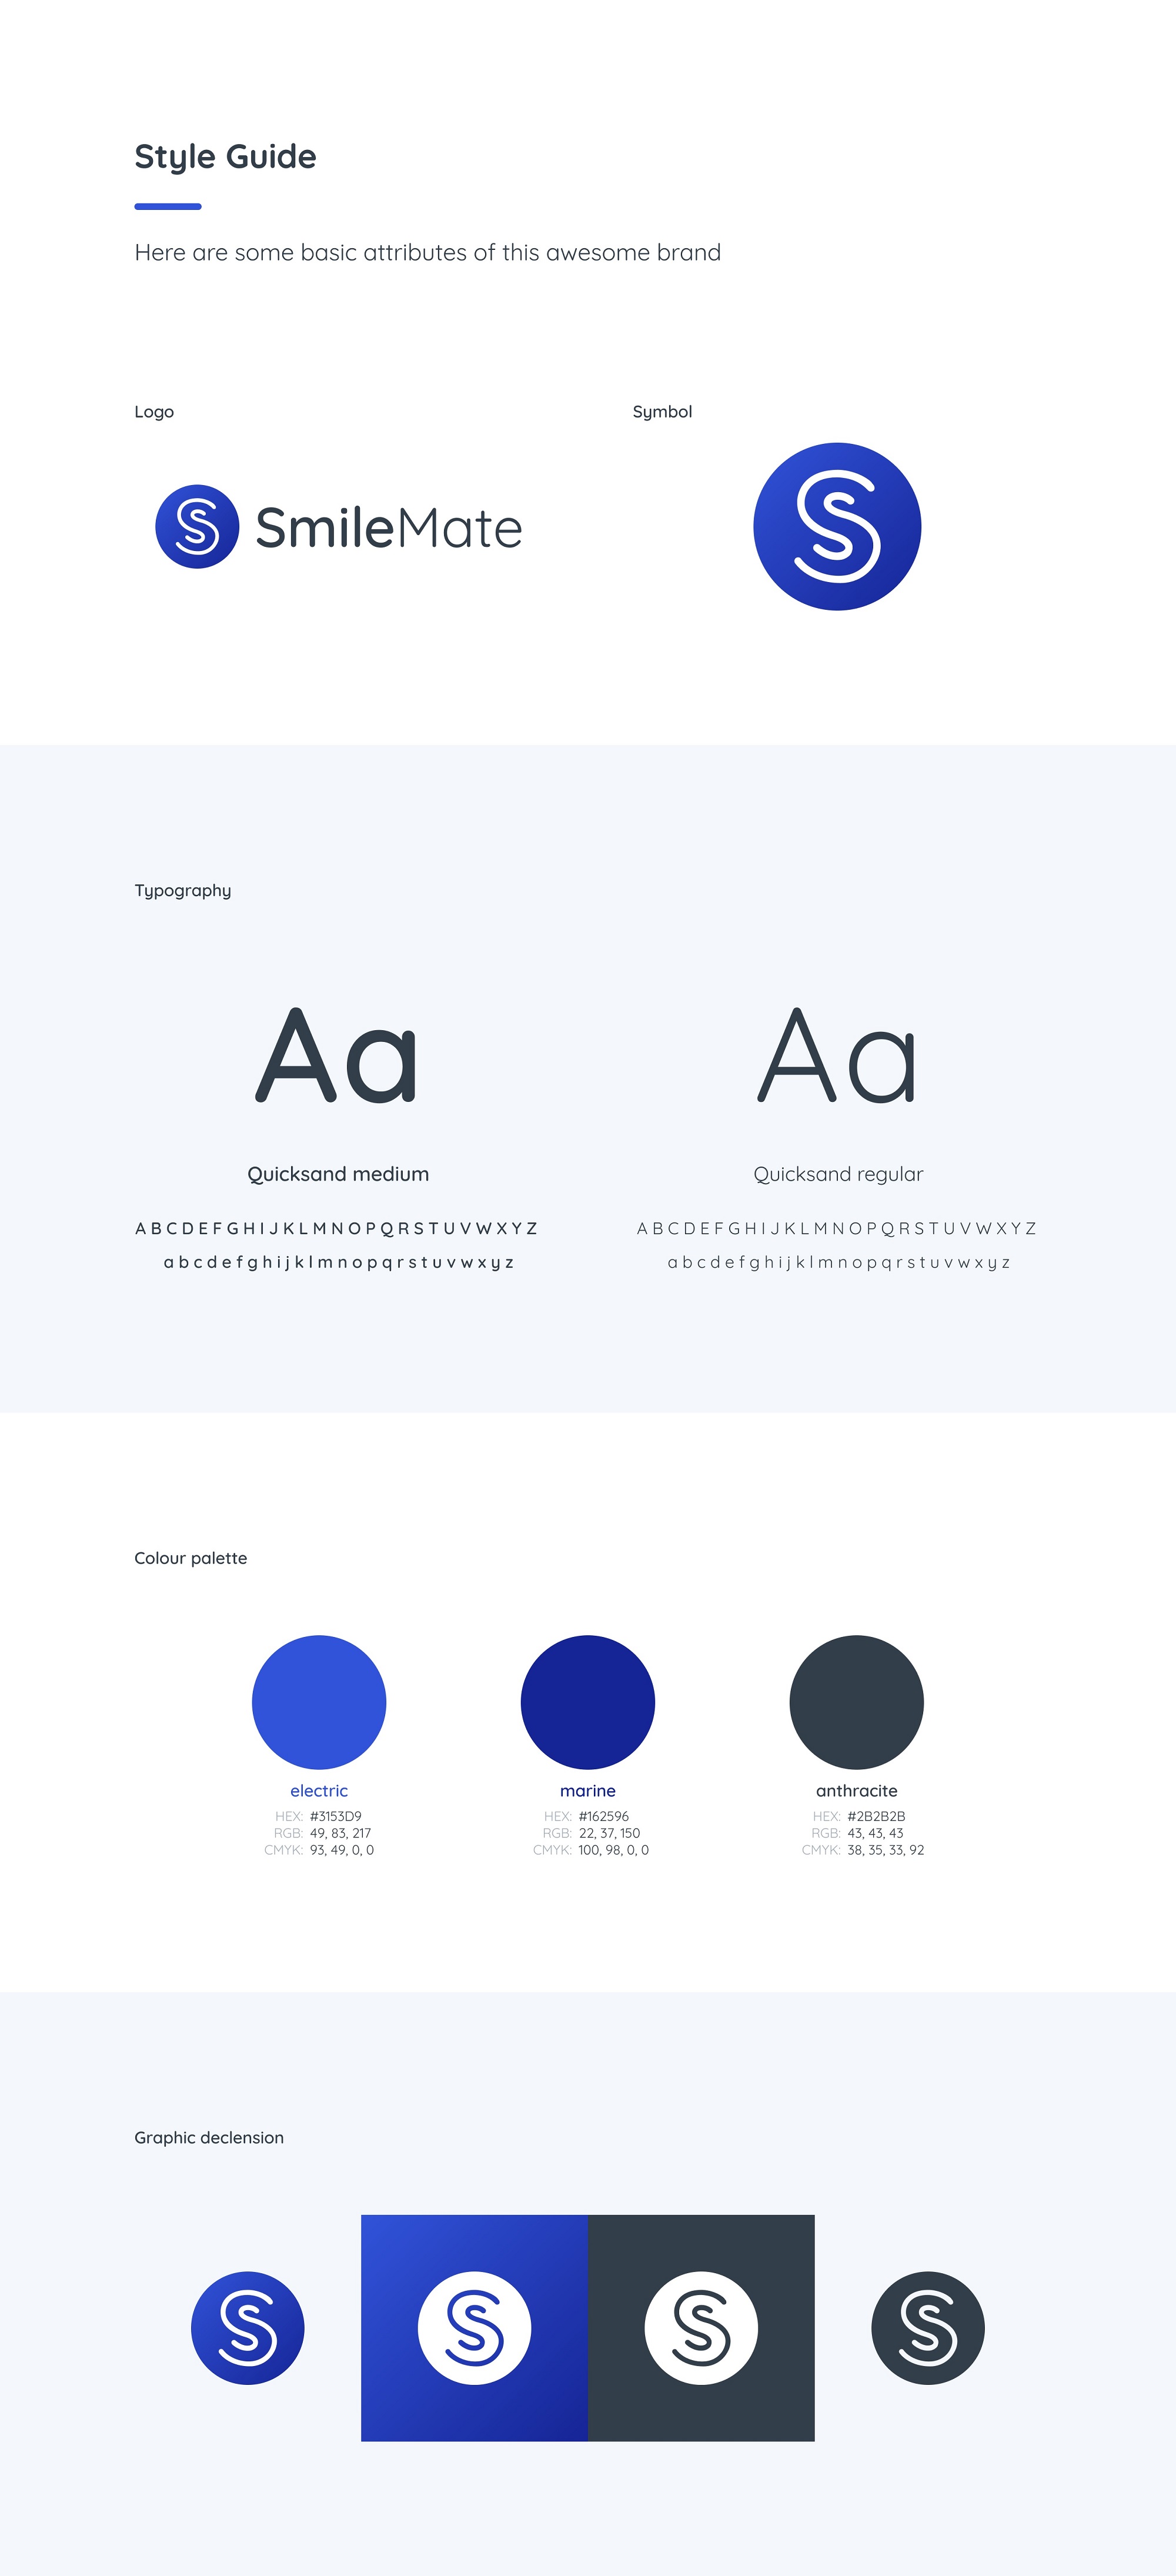 Style Guide
Here are some basic attributes of this awesome brand
Logo
Symbol
SmileMate
Typography
Aa
Aa
Quicksand medium
Quicksand regular
A B C D E F G H I J K L M N O P Q R S T U V W X Y Z
a b c d e f g h i j k l m n o p q r s t u v w x y z
A B C D E F G H I J K L M N O P Q R S T U V W X Y Z
a b c d e f g h i j k l m n o p q r s t u v w x y z
Colour palette
electric
HEX: #3153D9
RGB: 49, 83, 217
CMYK: 93, 49, 0, 0
marine
HEX: #162596
RGB: 22, 37, 150
CMYK: 100, 98, 0, 0
anthracite
HEX: #2B2B2B
RGB: 43, 43, 43
CMYK: 38, 35, 33, 92
Graphic declension